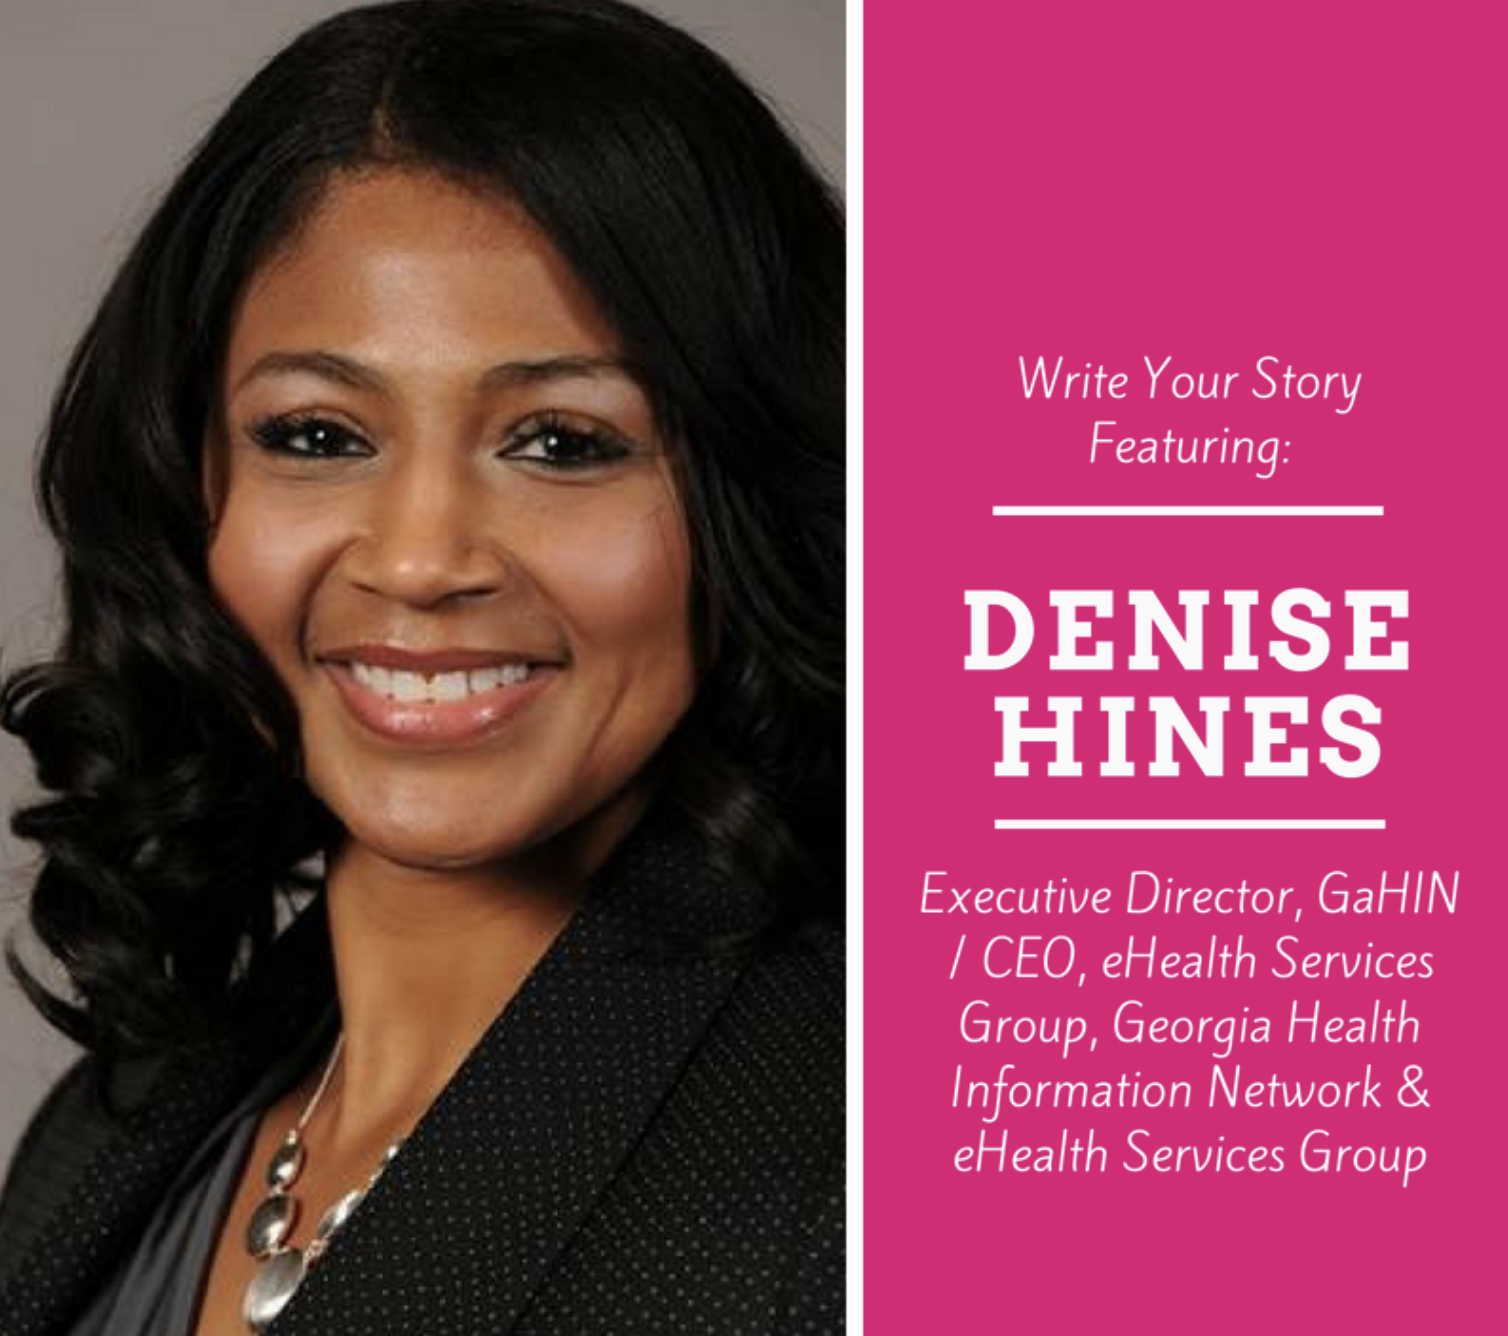 Write Your Story
Featuring:
DENISE
HINES
Executive Director, GaHIN
/ CEO, eHealth Services
Group, Georgia Health
Information Network &
eHealth Services Group